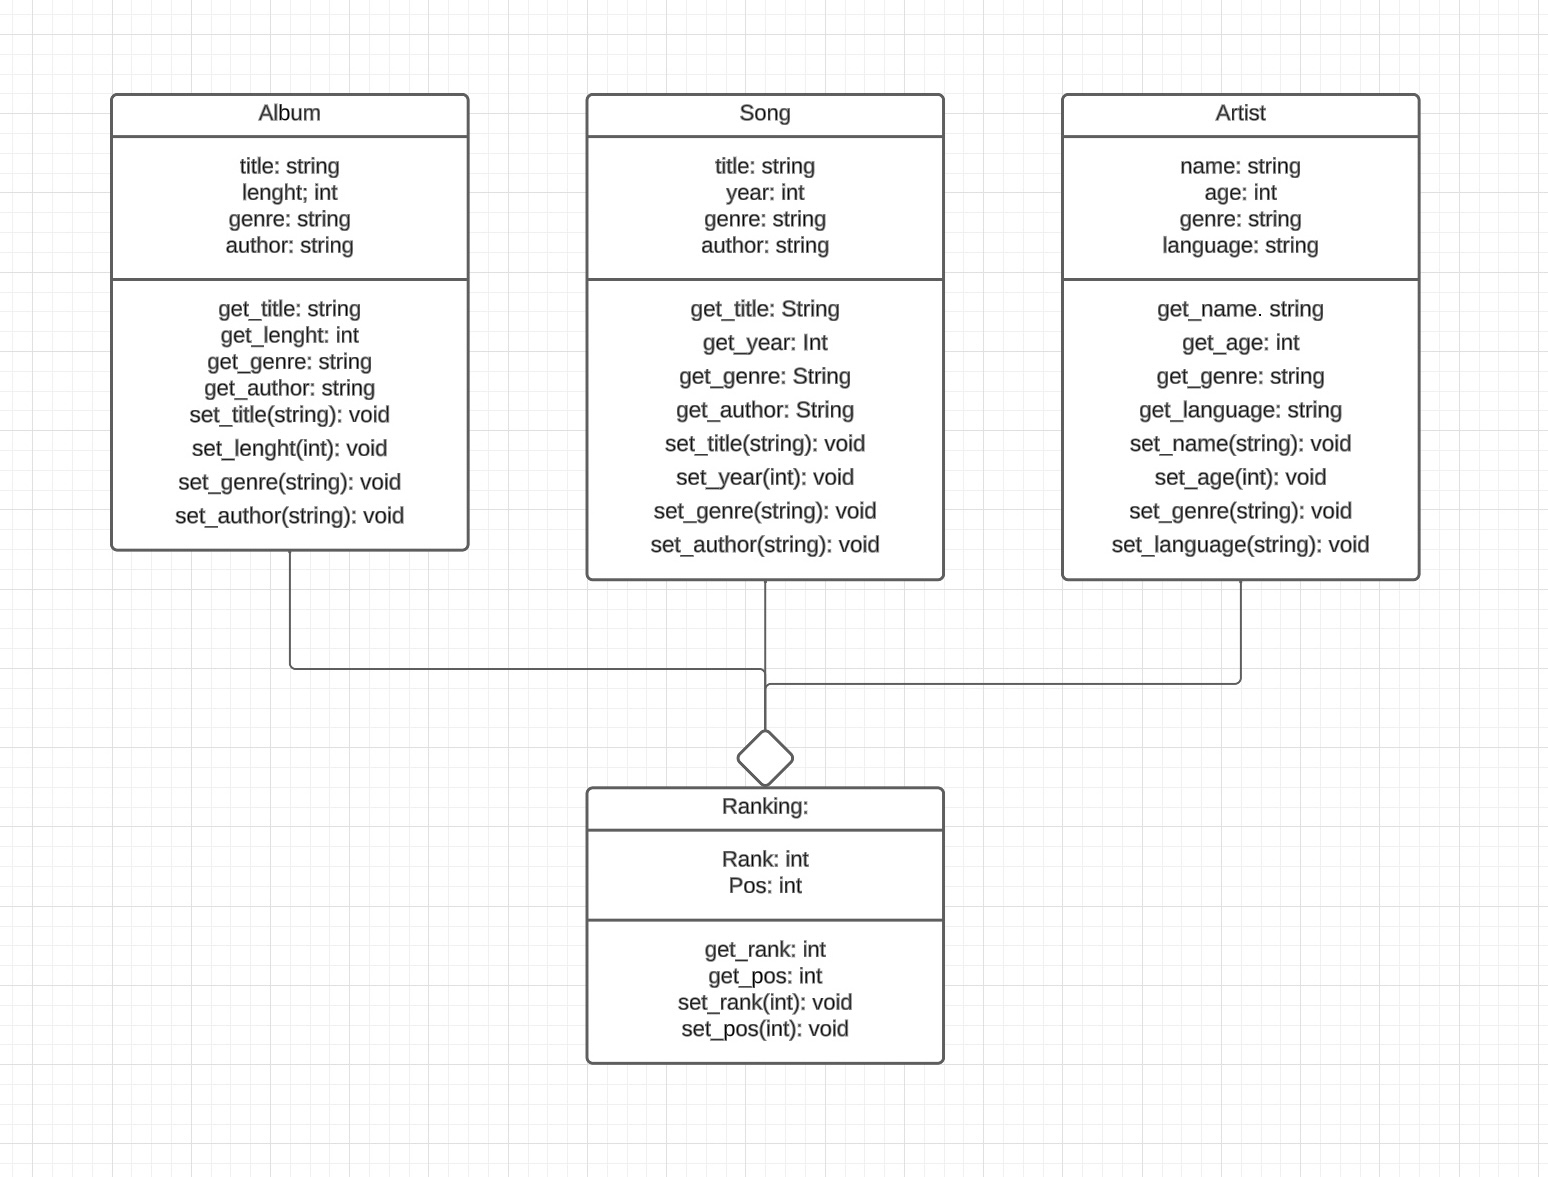 Album
title: string
lenght; int
genre: string
author: string
get_title: string
get_lenght: int
get_genre: string
get_author: string
set_title(string): void
set_lenght(int): void
set_genre(string): void
set_author(string): void
Song
title: string
year: int
genre: string
author: string
get_title: String
get_year: Int
get_genre: String
get_author: String
set_title(string): void
set_year(int): void
set_genre(string): void
set_author(string): void
Artist
name: string
age: int
genre: string
language: string
get_name. string
get_age: int
get_genre: string
get_language: string
set_name(string): void
set_age(int): void
set_genre(string): void
set_language(string): void
Ranking:
Rank: int
Pos: int
get_rank: int
get_pos: int
set_rank(int): void
set_pos(int): void